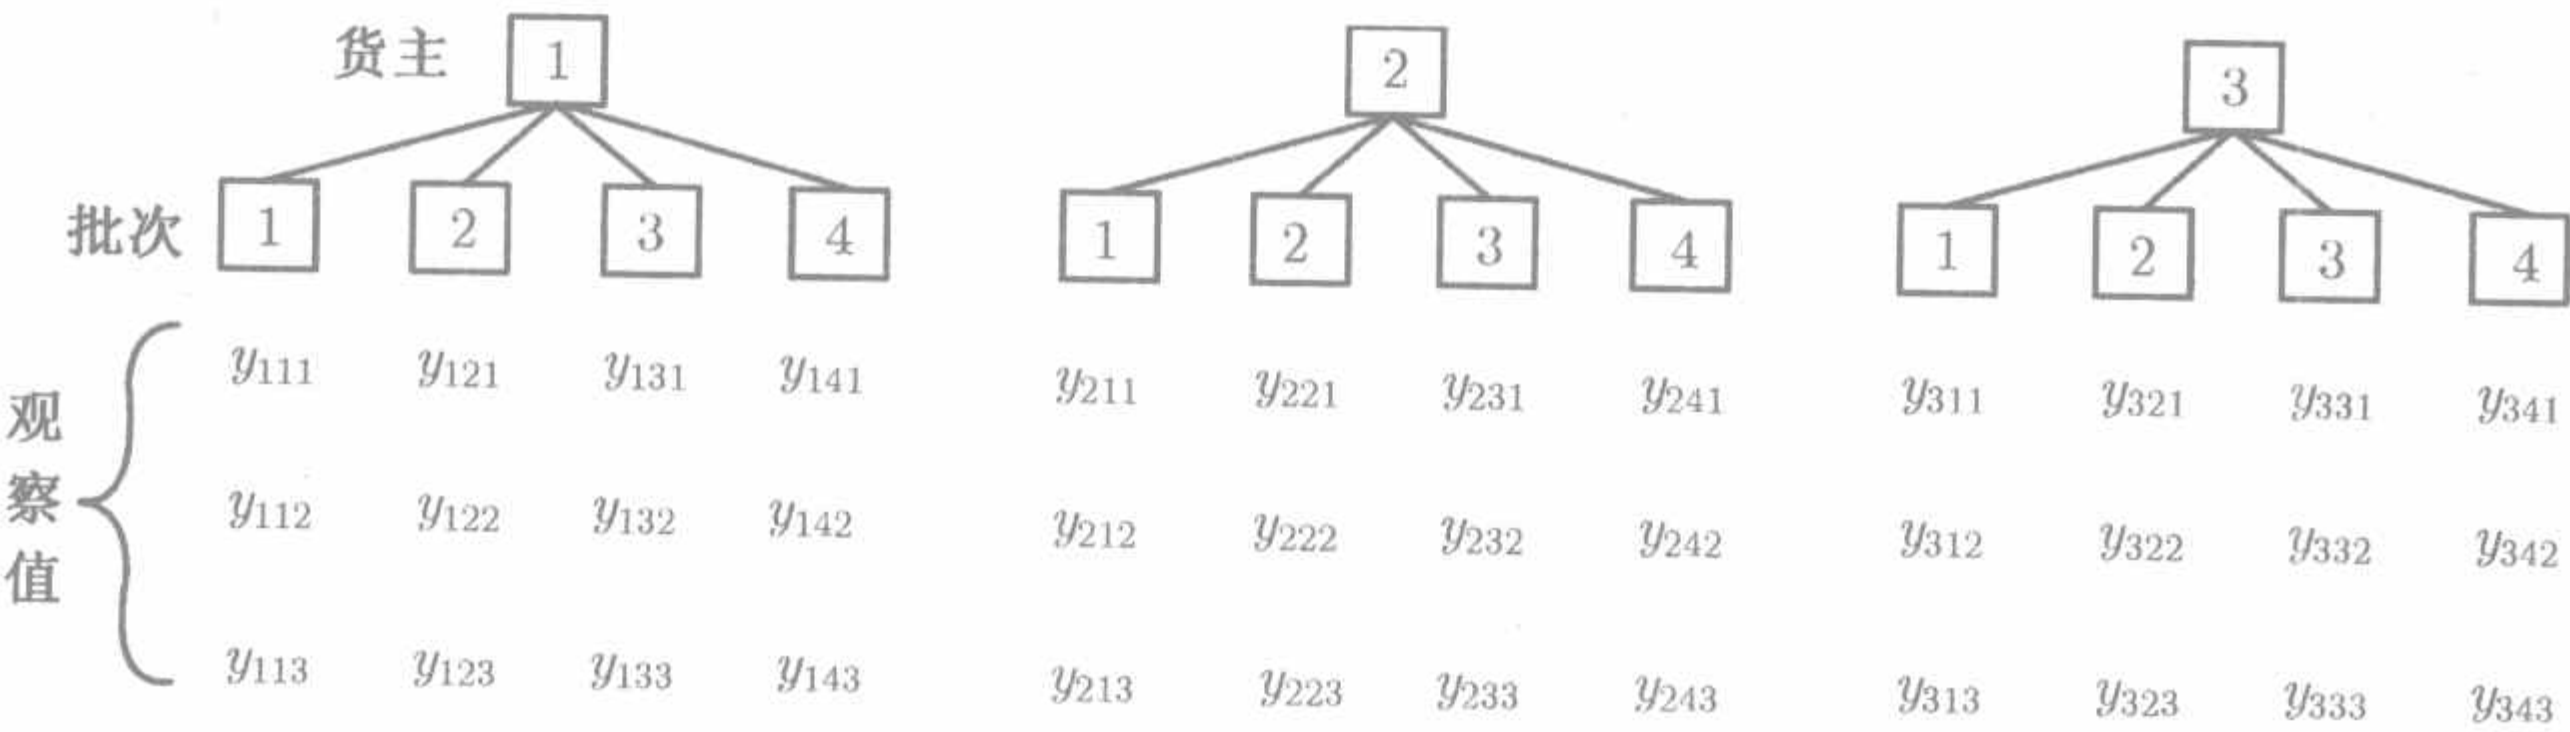 货主 1 2 3
批次 1 2 3 4 1 2 3 4 1 2 3 4
观察值
y₁₁₁ y₁₂₁ y₁₃₁ y₁₄₁ y₂₁₁ y₂₂₁ y₂₃₁ y₂₄₁ y₃₁₁ y₃₂₁ y₃₃₁ y₃₄₁
y₁₁₂ y₁₂₂ y₁₃₂ y₁₄₂ y₂₁₂ y₂₂₂ y₂₃₂ y₂₄₂ y₃₁₂ y₃₂₂ y₃₃₂ y₃₄₂
y₁₁₃ y₁₂₃ y₁₃₃ y₁₄₃ y₂₁₃ y₂₂₃ y₂₃₃ y₂₄₃ y₃₁₃ y₃₂₃ y₃₃₃ y₃₄₃